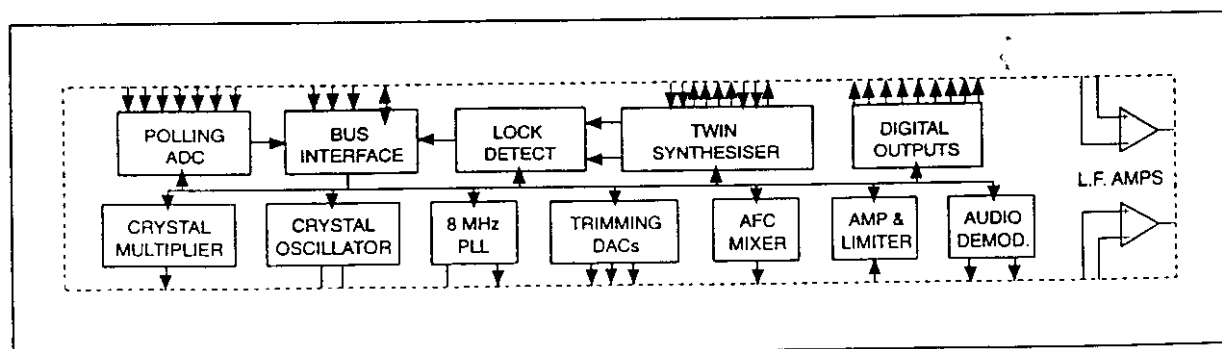 POLLING
ADC
BUS
INTERFACE
LOCK
DETECT
TWIN
SYNTHESISER
DIGITAL
OUTPUTS
L.F. AMPS
CRYSTAL
MULTIPLIER
CRYSTAL
OSCILLATOR
8 MHz
PLL
TRIMMING
DACs
AFC
MIXER
AMP &
LIMITER
AUDIO
DEMOD.